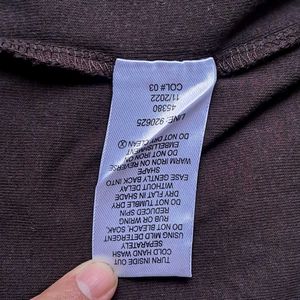 TURN INSIDE OUT
COLD HAND WASH
SEPARATELY
USING MILD DETERGENT
DO NOT BLEACH SOAK
RUB OR WRING
REDUCED SPIN
DO NOT TUMBLE DRY
DRY FLAT IN SHADE
WITHOUT DELAY
EASE GENTLY BACK INTO
SHAPE
WARM IRON ON REVERSE
DO NOT IRON ON
EMBELLISHMENT
DO NOT DRY CLEAN Ⓧ
LINE: 920625
45380
11/2022
COL# 03